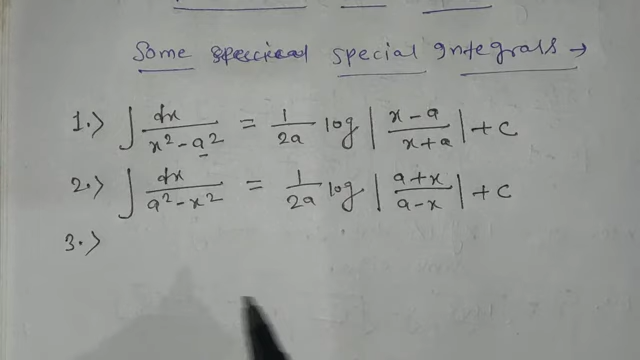 Some special Integrals →
1.> ∫ dx / x² - a² = 1 / 2a log | x - a / x + a | + c
2.> ∫ dx / a² - x² = 1 / 2a log | a + x / a - x | + c
3.>